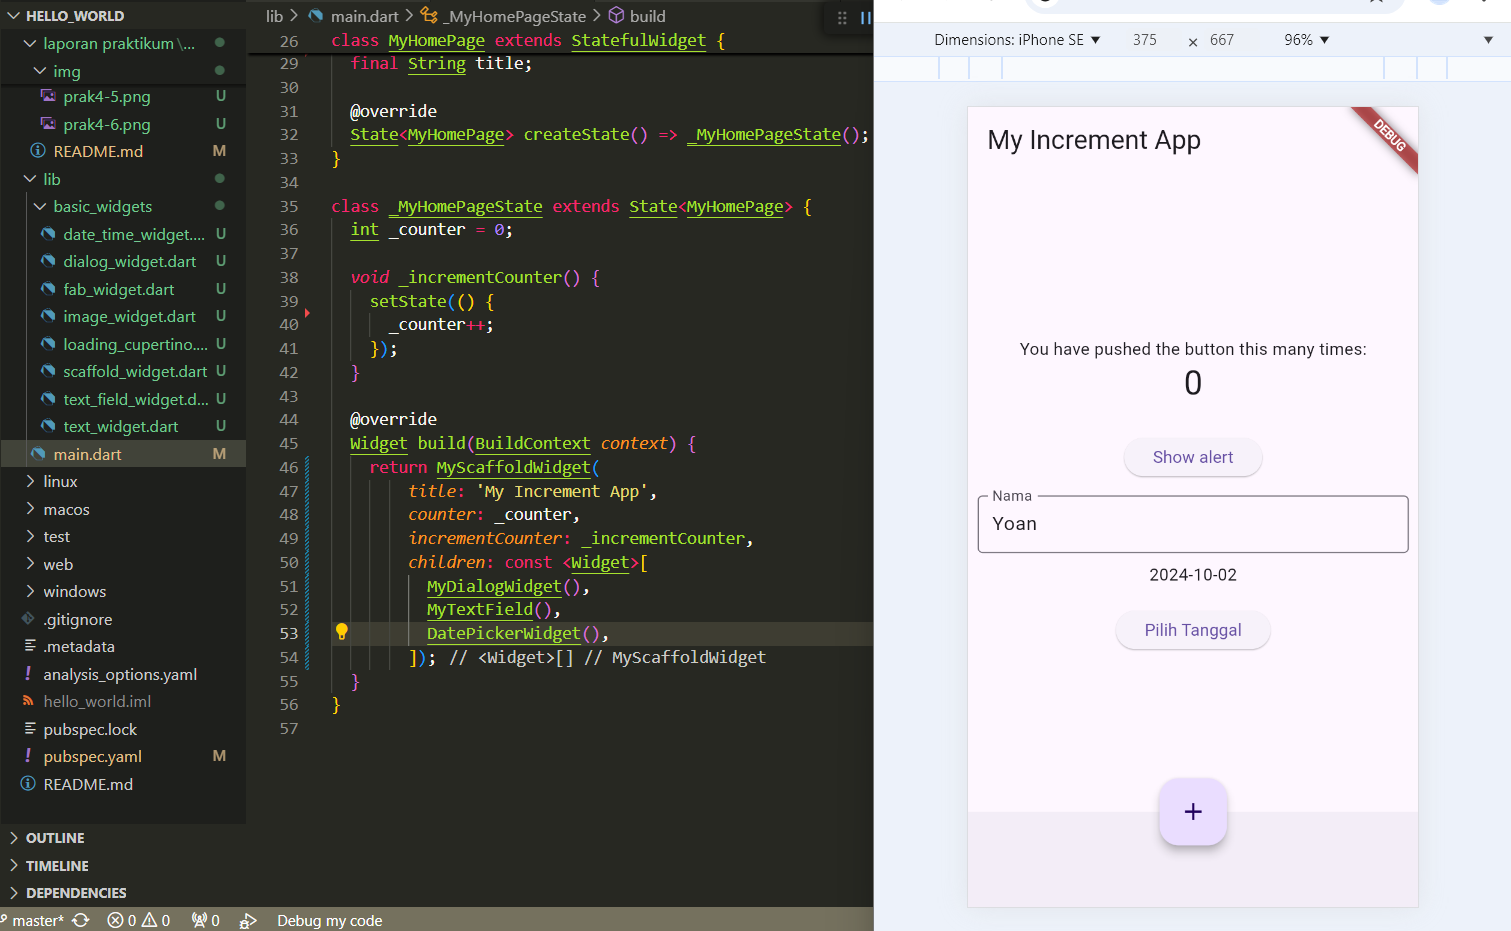 HELLO_WORLD
laporan praktikum \...
img
prak4-5.png U
prak4-6.png U
README.md M
lib
basic_widgets
date_time_widget.... U
dialog_widget.dart U
fab_widget.dart U
image_widget.dart U
loading_cupertino.... U
scaffold_widget.dart U
text_field_widget.d... U
text_widget.dart U
main.dart M
linux
macos
test
web
windows
.gitignore
.metadata
analysis_options.yaml
hello_world.iml
pubspec.lock
pubspec.yaml M
README.md
OUTLINE
TIMELINE
DEPENDENCIES
lib > main.dart > _MyHomePageState > build
26 class MyHomePage extends StatefulWidget {
29 final String title;
30
31 @override
32 State<MyHomePage> createState() => _MyHomePageState();
33 }
34
35 class _MyHomePageState extends State<MyHomePage> {
36 int _counter = 0;
37
38 void _incrementCounter() {
39 setState(() {
40 _counter++;
41 });
42 }
43
44 @override
45 Widget build(BuildContext context) {
46 return MyScaffoldWidget(
47 title: 'My Increment App',
48 counter: _counter,
49 incrementCounter: _incrementCounter,
50 children: const <Widget>[
51 MyDialogWidget(),
52 MyTextField(),
53 DatePickerWidget(),
54 ]); // <Widget>[] // MyScaffoldWidget
55 }
56 }
57
master* 0 0 0 Debug my code
Dimensions: iPhone SE ▼ 375 × 667 96% ▼ ▼
DEBUG
My Increment App
You have pushed the button this many times:
0
Show alert
Nama
Yoan
2024-10-02
Pilih Tanggal
+